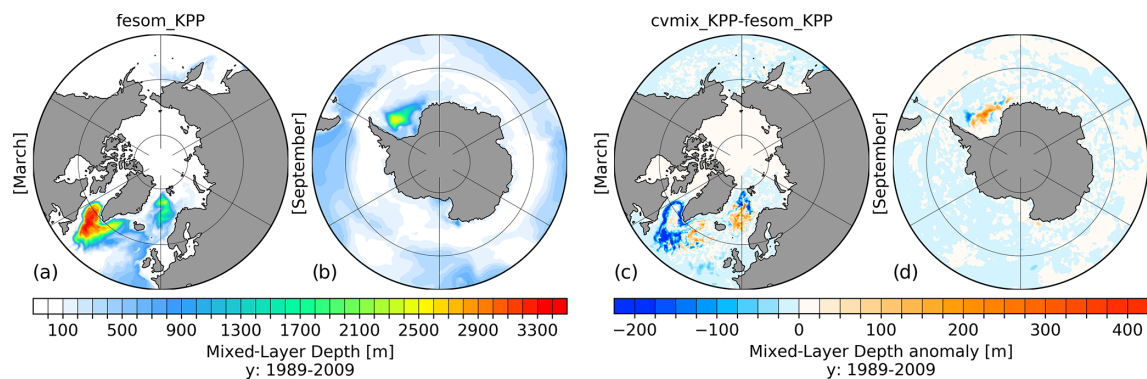 fesom_KPP
cvmix_KPP-fesom_KPP
[March]
[September]
[March]
[September]
(a)
(b)
(c)
(d)
100 500 900 1300 1700 2100 2500 2900 3300
Mixed-Layer Depth [m]
y: 1989-2009
−200 −100 0 100 200 300 400
Mixed-Layer Depth anomaly [m]
y: 1989-2009